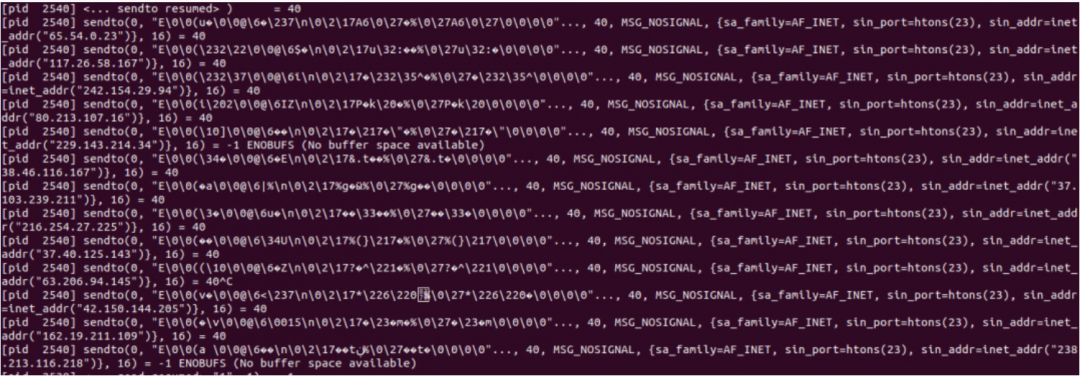 [pid  2540] <... sendto resumed> )      = 40
[pid  2540] sendto(0, "E\0\0(u�\0\0@\6�\237\n\0\2\17A6\0\27�%\0\27A6\0\27\0\0\0\0"..., 40, MSG_NOSIGNAL, {sa_family=AF_INET, sin_port=htons(23), sin_addr=inet
_addr("65.54.0.23")}, 16) = 40
[pid  2540] sendto(0, "E\0\0(\232\22\0\0@\6$�\n\0\2\17u\32:��%\0\27u\32:�\0\0\0\0"..., 40, MSG_NOSIGNAL, {sa_family=AF_INET, sin_port=htons(23), sin_addr=inet
_addr("117.26.58.167")}, 16) = 40
[pid  2540] sendto(0, "E\0\0(\232\37\0\0@\6i\n\0\2\17�\232\35^�%\0\27�\232\35^\0\0\0\0"..., 40, MSG_NOSIGNAL, {sa_family=AF_INET, sin_port=htons(23), sin_addr
=inet_addr("242.154.29.94")}, 16) = 40
[pid  2540] sendto(0, "E\0\0(i\202\0\0@\6IZ\n\0\2\17P�k\20�%\0\27P�k\20\0\0\0\0"..., 40, MSG_NOSIGNAL, {sa_family=AF_INET, sin_port=htons(23), sin_addr=inet_a
ddr("80.213.107.16")}, 16) = 40
[pid  2540] sendto(0, "E\0\0(\10]\0\0@\6��\n\0\2\17�\217�\"�%\0\27�\217�\"\0\0\0\0"..., 40, MSG_NOSIGNAL, {sa_family=AF_INET, sin_port=htons(23), sin_addr=ine
t_addr("229.143.214.34")}, 16) = -1 ENOBUFS (No buffer space available)
[pid  2540] sendto(0, "E\0\0(\34�\0\0@\6�E\n\0\2\17&.t��%\0\27&.t�\0\0\0\0"..., 40, MSG_NOSIGNAL, {sa_family=AF_INET, sin_port=htons(23), sin_addr=inet_addr("
38.46.116.167")}, 16) = 40
[pid  2540] sendto(0, "E\0\0(�a\0\0@\6|%\n\0\2\17%g�%\0\27%g��\0\0\0\0"..., 40, MSG_NOSIGNAL, {sa_family=AF_INET, sin_port=htons(23), sin_addr=inet_addr("37.
103.239.211")}, 16) = 40
[pid  2540] sendto(0, "E\0\0(\3�\0\0@\6u�\n\0\2\17��\33��%\0\27��\33�\0\0\0\0"..., 40, MSG_NOSIGNAL, {sa_family=AF_INET, sin_port=htons(23), sin_addr=inet_add
r("216.254.27.225")}, 16) = 40
[pid  2540] sendto(0, "E\0\0(��\0\0@\6\34U\n\0\2\17%(}\217�%\0\27%(}\217\0\0\0\0"..., 40, MSG_NOSIGNAL, {sa_family=AF_INET, sin_port=htons(23), sin_addr=inet_
addr("37.40.125.143")}, 16) = 40
[pid  2540] sendto(0, "E\0\0((\10\0\0@\6�Z\n\0\2\17?�^\221�%\0\27?�^\221\0\0\0\0"..., 40, MSG_NOSIGNAL, {sa_family=AF_INET, sin_port=htons(23), sin_addr=inet_
addr("63.206.94.145")}, 16) = 40^C
[pid  2540] sendto(0, "E\0\0(v�\0\0@\6<\237\n\0\2\17*\226\220%\0\27*\226\220�\0\0\0\0"..., 40, MSG_NOSIGNAL, {sa_family=AF_INET, sin_port=htons(23), sin_addr
=inet_addr("42.150.144.205")}, 16) = 40
[pid  2540] sendto(0, "E\0\0(�\v\0\0@\6\0015\n\0\2\17�\23�m�%\0\27�\23�m\0\0\0\0"..., 40, MSG_NOSIGNAL, {sa_family=AF_INET, sin_port=htons(23), sin_addr=inet_
addr("162.19.211.109")}, 16) = 40
[pid  2540] sendto(0, "E\0\0(a \0\0@\6��\n\0\2\17��t\0\27��t�\0\0\0\0"..., 40, MSG_NOSIGNAL, {sa_family=AF_INET, sin_port=htons(23), sin_addr=inet_addr("238
.213.116.218")}, 16) = -1 ENOBUFS (No buffer space available)